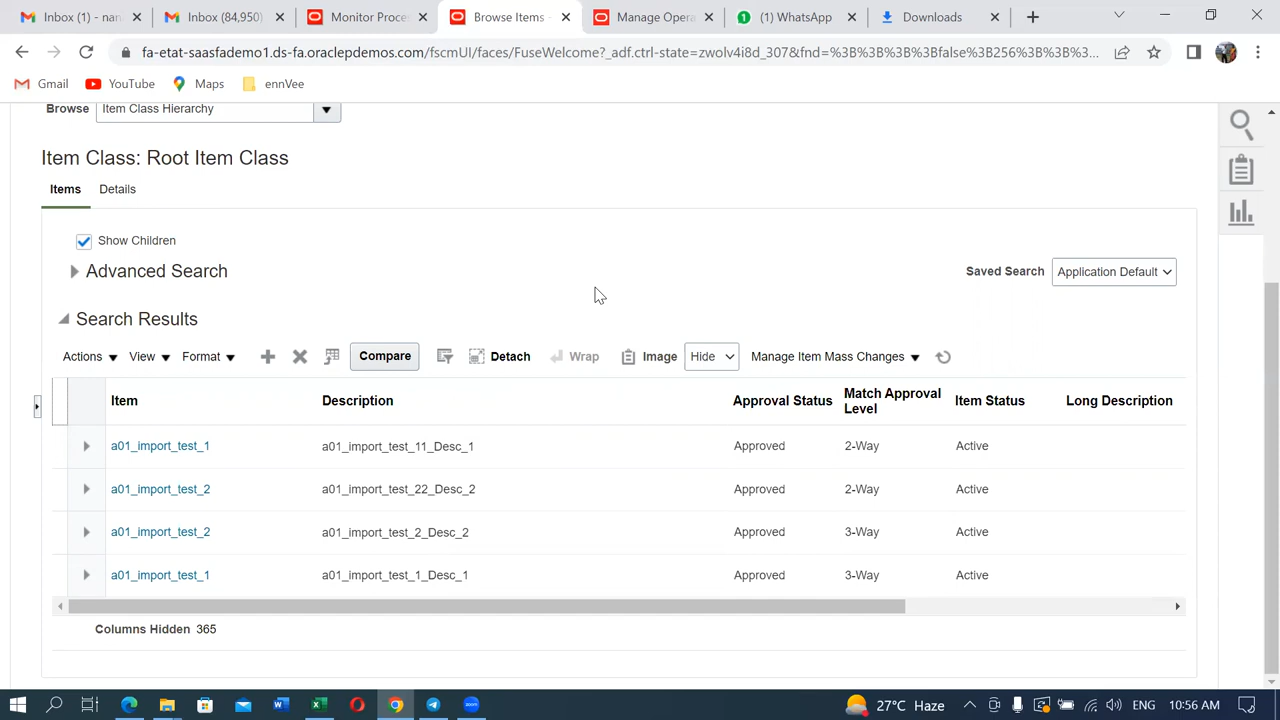 Inbox (1) - nan
Inbox (84,950)
Monitor Proce
Browse Items -
Manage Opera
(1) WhatsApp
Downloads
fa-etat-saasfademo1.ds-fa.oraclepdemos.com/fscmUI/faces/FuseWelcome?_adf.ctrl-state=zwolv4l8d_307&fnd=%3B%3B%3B%3Bfalse%3B256%3B%3B%3...
Gmail YouTube Maps ennVee
Browse Item Class Hierarchy
Item Class: Root Item Class
Items Details
Show Children
Advanced Search
Saved Search Application Default
Search Results
Actions View Format Compare Detach Wrap Image Hide Manage Item Mass Changes
Item Description Approval Status Match Approval Level Item Status Long Description
a01_import_test_1 a01_import_test_11_Desc_1 Approved 2-Way Active
a01_import_test_2 a01_import_test_22_Desc_2 Approved 2-Way Active
a01_import_test_2 a01_import_test_2_Desc_2 Approved 3-Way Active
a01_import_test_1 a01_import_test_1_Desc_1 Approved 3-Way Active
Columns Hidden 365
27°C Haze ENG 10:56 AM